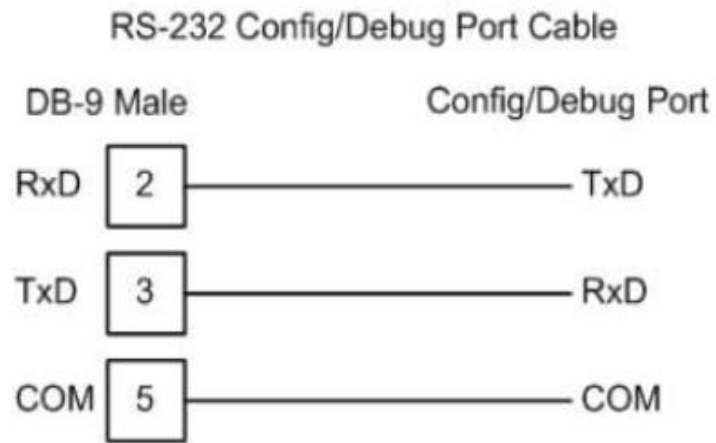 RS-232 Config/Debug Port Cable
DB-9 Male Config/Debug Port
RxD 2 TxD
TxD 3 RxD
COM 5 COM